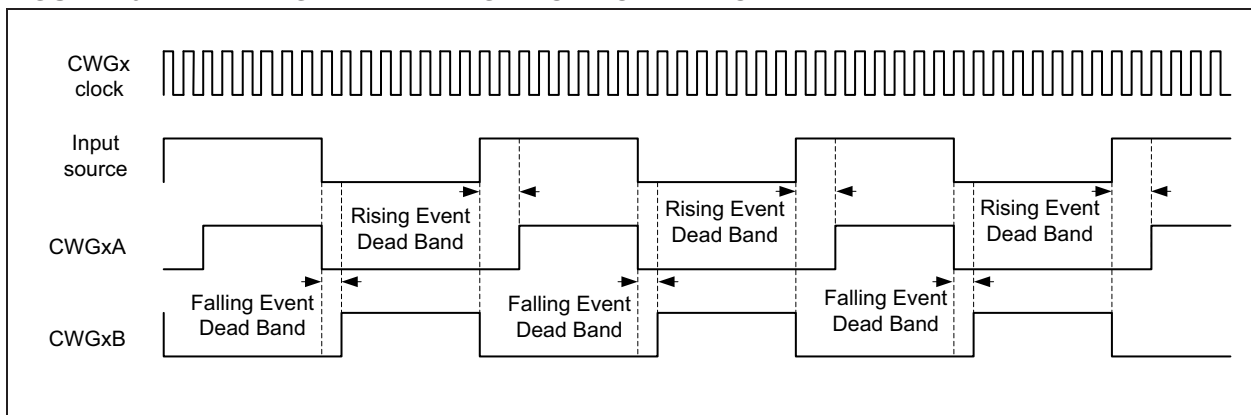 CWGx
clock
Input
source
Rising Event
Dead Band
Rising Event
Dead Band
Rising Event
Dead Band
CWGxA
Falling Event
Dead Band
Falling Event
Dead Band
Falling Event
Dead Band
CWGxB